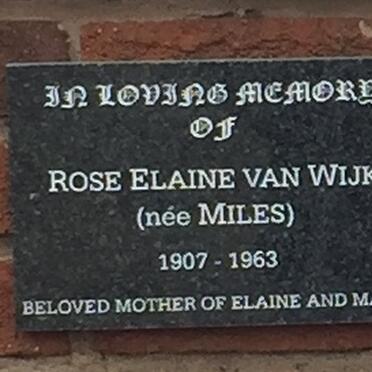 IN LOVING MEMORY
OF
ROSE ELAINE VAN WIJK
(née MILES)
1907 - 1963
BELOVED MOTHER OF ELAINE AND